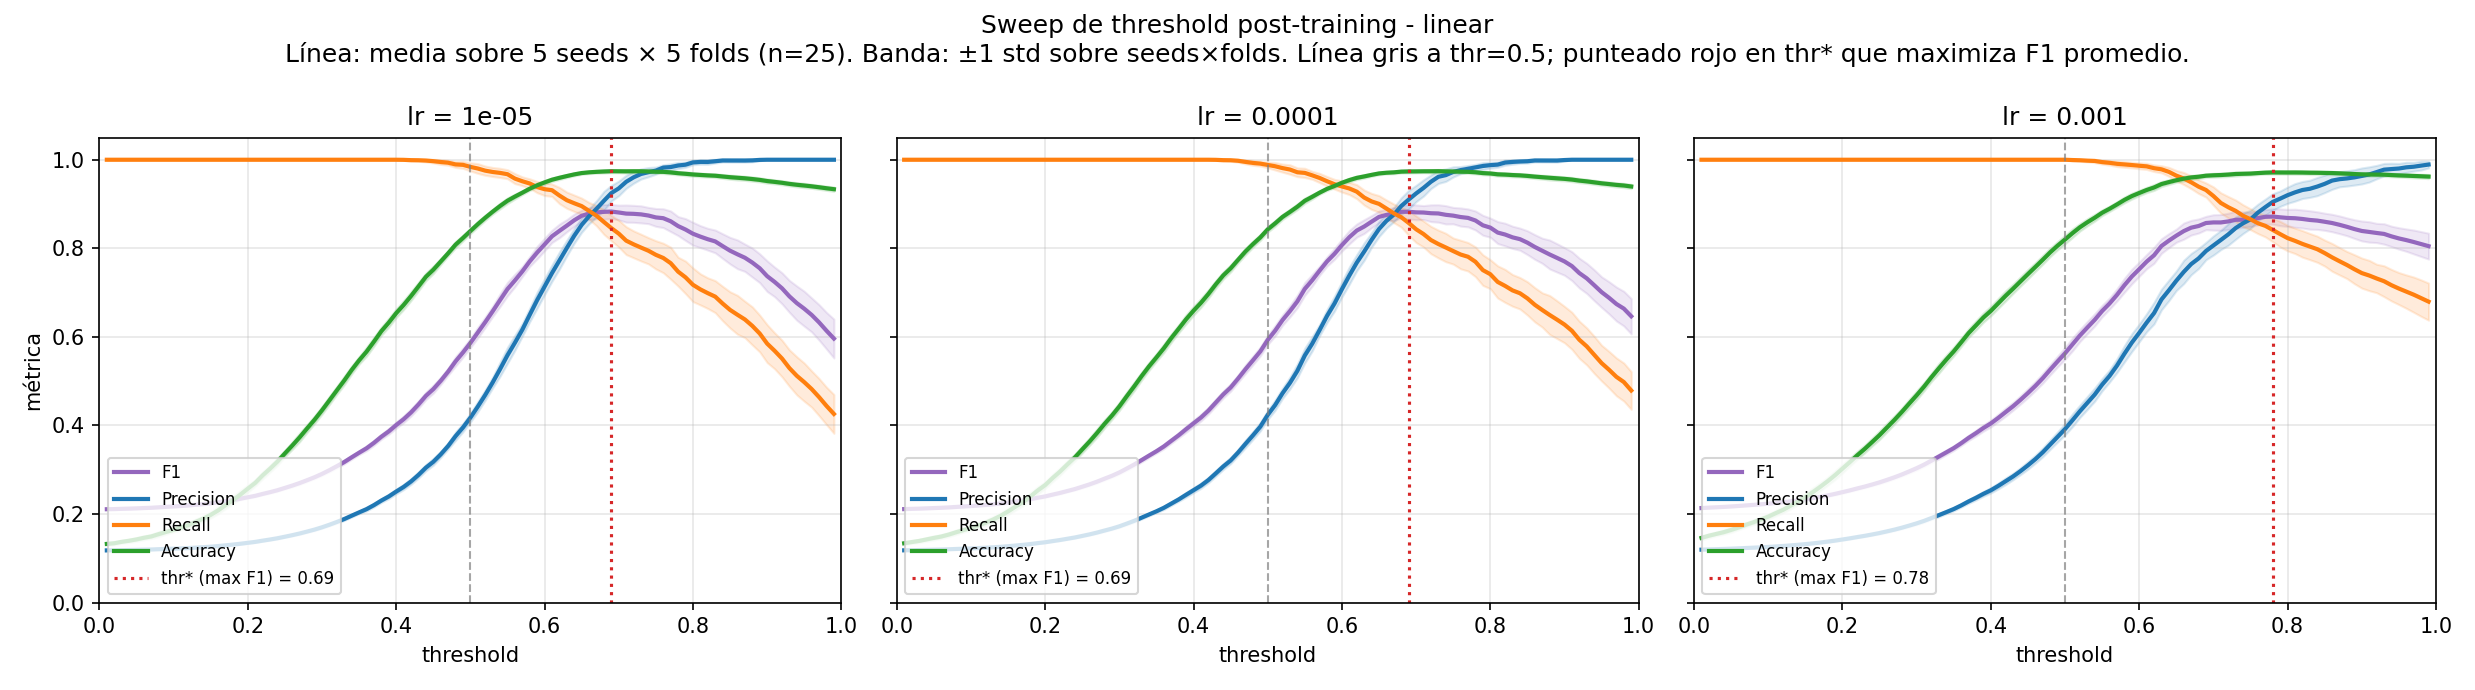 Sweep de threshold post-training - linear
Línea: media sobre 5 seeds × 5 folds (n=25). Banda: ±1 std sobre seeds×folds. Línea gris a thr=0.5; punteado rojo en thr* que maximiza F1 promedio.
lr = 1e-05
métrica
1.0
0.8
0.6
0.4
0.2
0.0
F1
Precision
Recall
Accuracy
thr* (max F1) = 0.69
0.0 0.2 0.4 0.6 0.8 1.0
threshold
lr = 0.0001
F1
Precision
Recall
Accuracy
thr* (max F1) = 0.69
0.0 0.2 0.4 0.6 0.8 1.0
threshold
lr = 0.001
F1
Precision
Recall
Accuracy
thr* (max F1) = 0.78
0.0 0.2 0.4 0.6 0.8 1.0
threshold